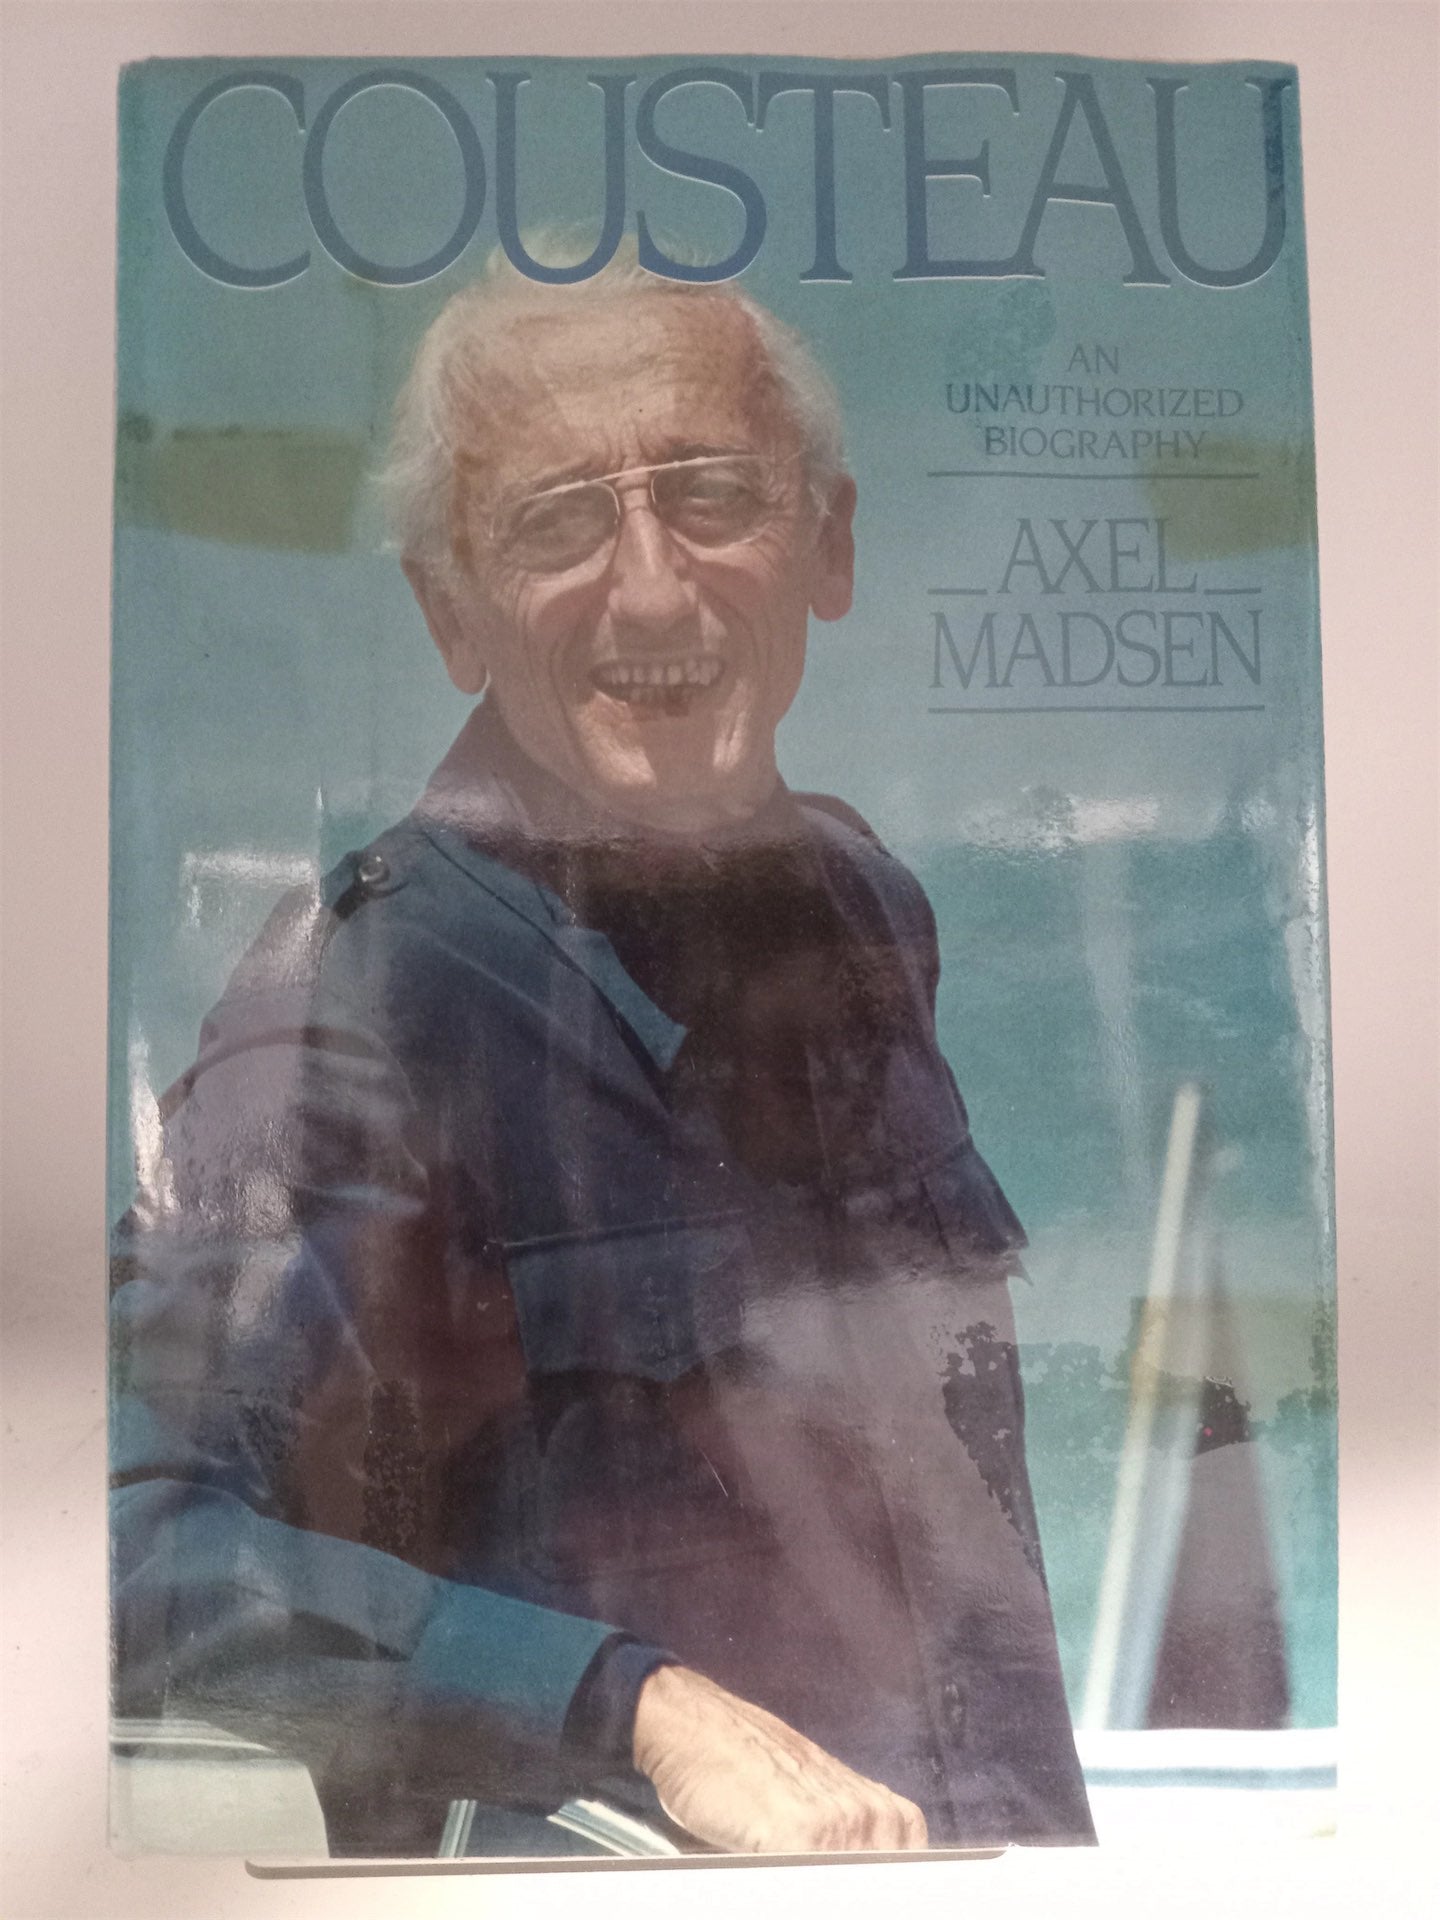 COUSTEAU
AN
UNAUTHORIZED
BIOGRAPHY
AXEL
MADSEN